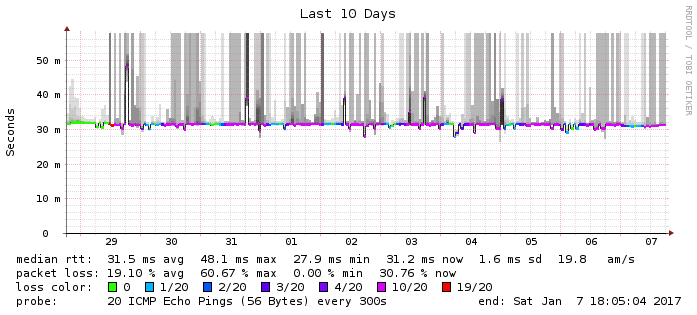 Last 10 Days
RRDTOOL / TOBI OETIKER
Seconds
50 m
40 m
30 m
20 m
10 m
0
29 30 31 01 02 03 04 05 06 07
median rtt: 31.5 ms avg 48.1 ms max 27.9 ms min 31.2 ms now 1.6 ms sd 19.8 am/s
packet loss: 19.10 % avg 60.67 % max 0.00 % min 30.76 % now
loss color: 0 1/20 2/20 3/20 4/20 10/20 19/20
probe: 20 ICMP Echo Pings (56 Bytes) every 300s end: Sat Jan 7 18:05:04 2017